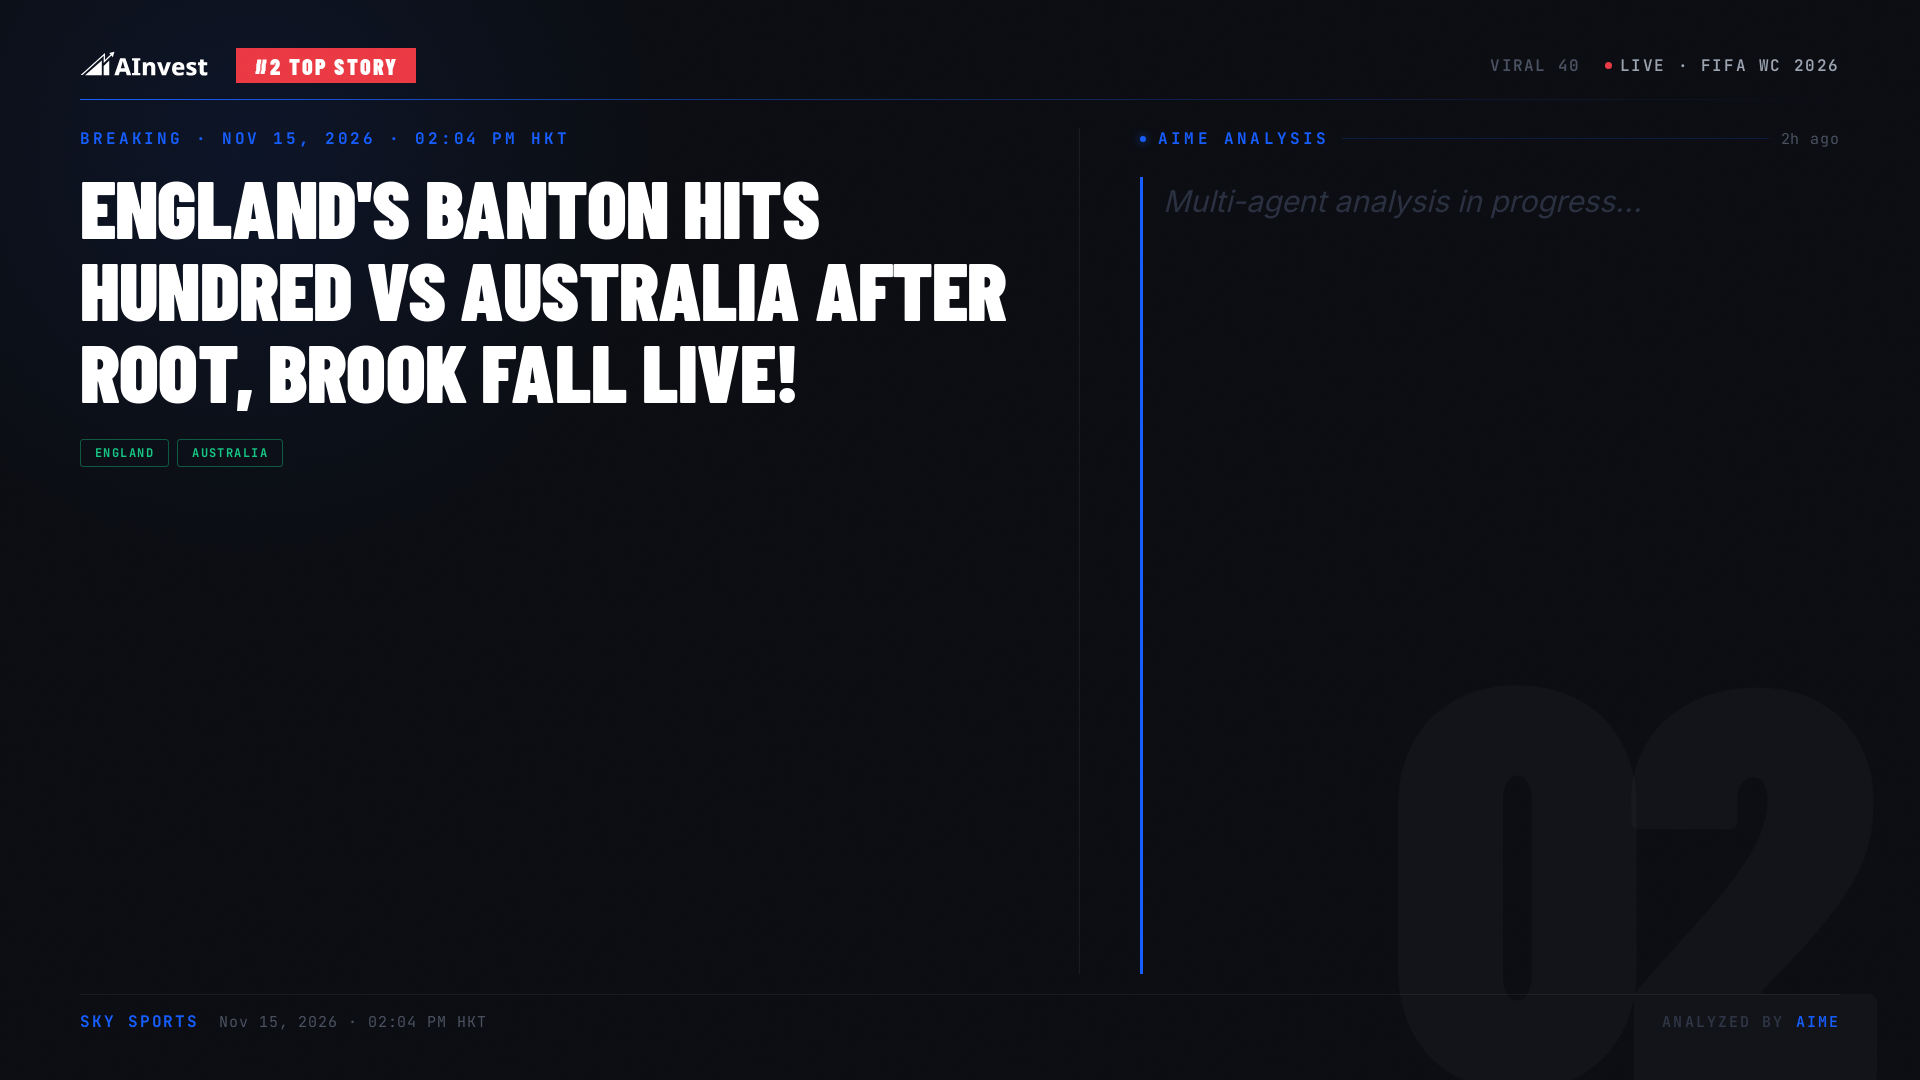 AInvest
#2 TOP STORY
VIRAL 40
LIVE · FIFA WC 2026
BREAKING · NOV 15, 2026 · 02:04 PM HKT
ENGLAND'S BANTON HITS
HUNDRED VS AUSTRALIA AFTER
ROOT, BROOK FALL LIVE!
ENGLAND
AUSTRALIA
AIME ANALYSIS
2h ago
Multi-agent analysis in progress...
02
SKY SPORTS Nov 15, 2026 · 02:04 PM HKT
ANALYZED BY AIME